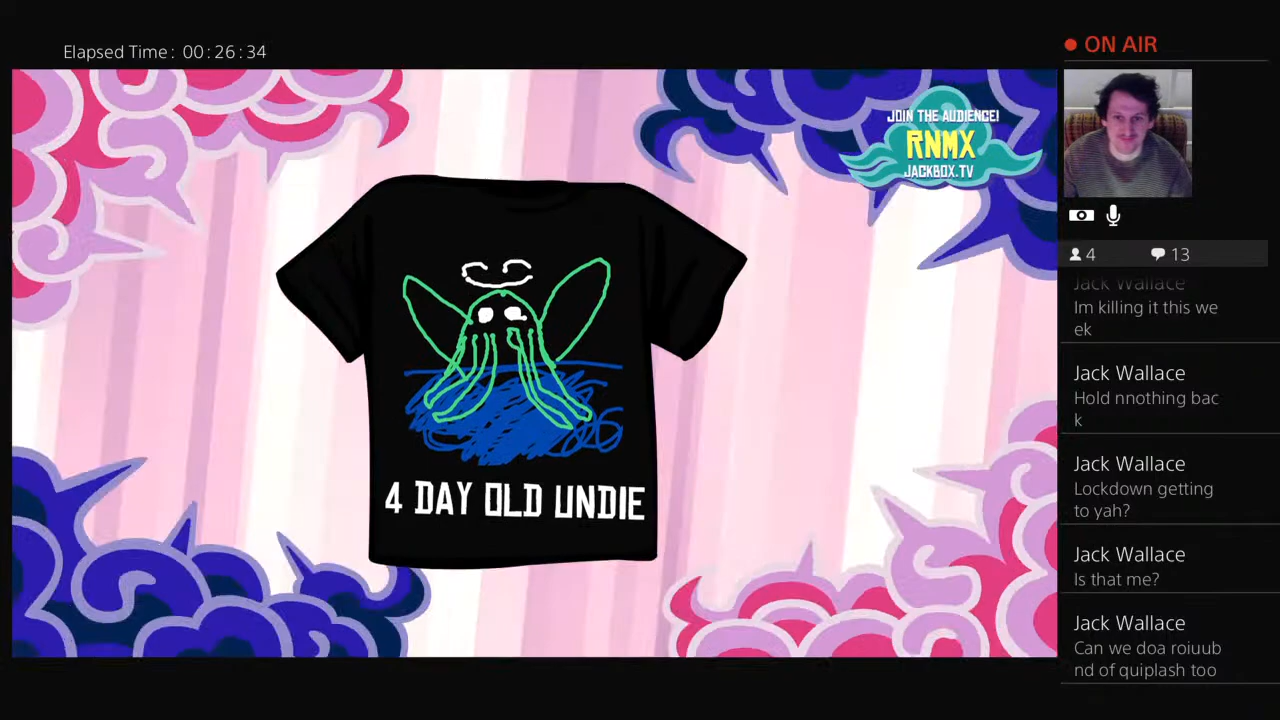 Elapsed Time: 00:26:34
ON AIR
JOIN THE AUDIENCE!
RNMX
JACKBOX.TV
4 DAY OLD UNDIE
4
13
Jack Wallace
Im killing it this we
ek
Jack Wallace
Hold nnothing bac
k
Jack Wallace
Lockdown getting
to yah?
Jack Wallace
Is that me?
Jack Wallace
Can we doa roiuub
nd of quiplash too